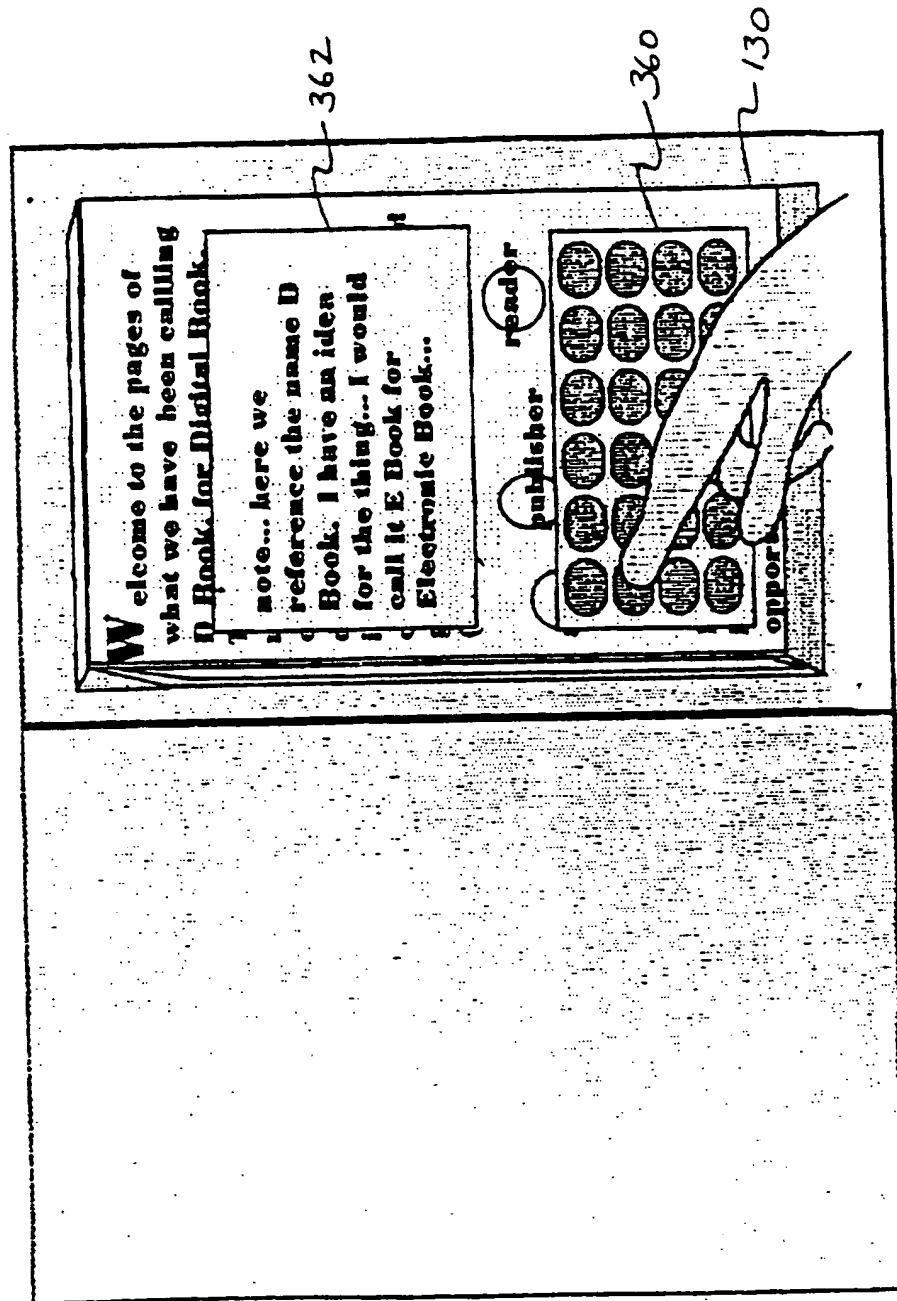 Welcome to the pages of
what we have been callling
D Book, for Digital Book.
note... here we
reference the name D
Book. I have an idea
for the thing... I would
call it E Book for
Electronic Book...
publisher
reader
oppor
362
360
130